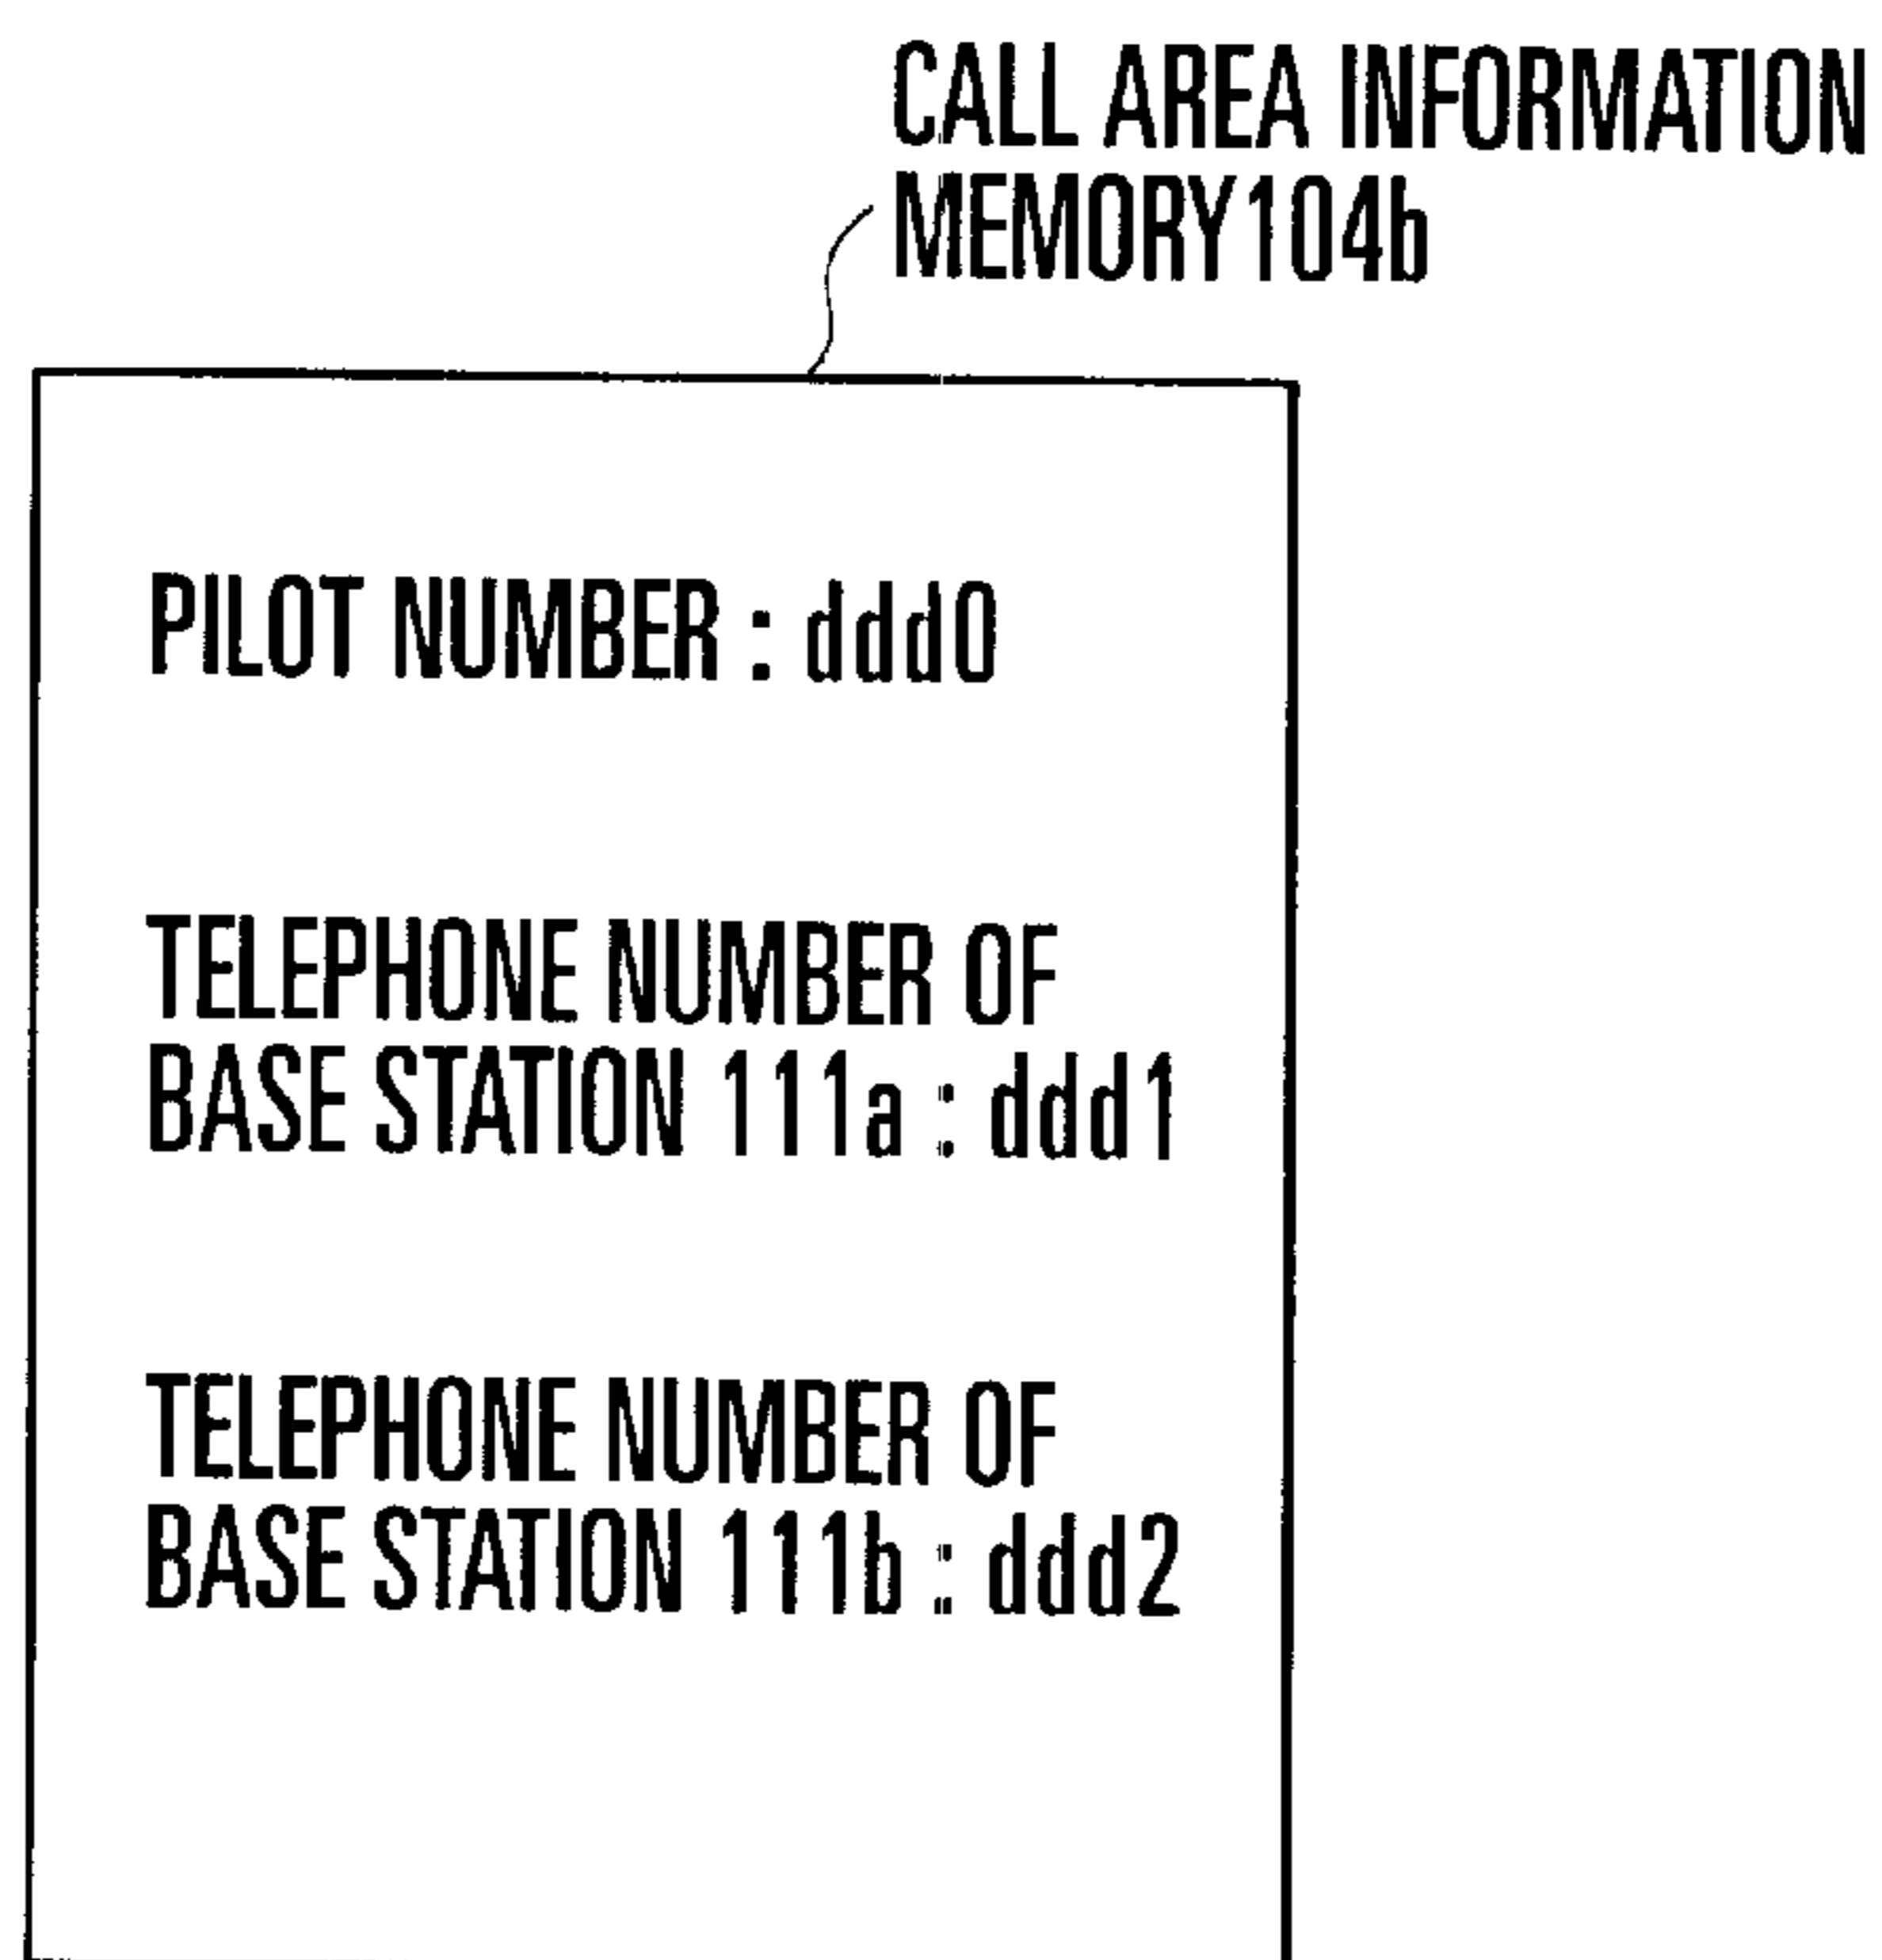 CALL AREA INFORMATION
MEMORY104b
PILOT NUMBER : ddd0
TELEPHONE NUMBER OF
BASE STATION 111a : ddd1
TELEPHONE NUMBER OF
BASE STATION 111b : ddd2